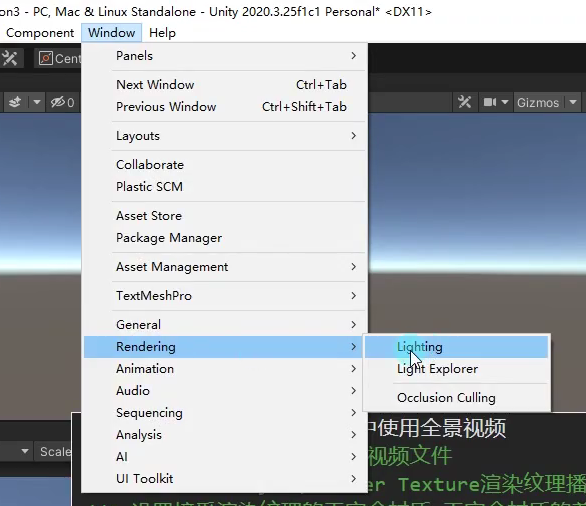 on3 - PC, Mac & Linux Standalone - Unity 2020.3.25f1c1 Personal* <DX11>
Component Window Help
Cent
0 Gizmos
Panels
Next Window Ctrl+Tab
Previous Window Ctrl+Shift+Tab
Layouts
Collaborate
Plastic SCM
Asset Store
Package Manager
Asset Management
TextMeshPro
General
Rendering
Lighting
Animation
Light Explorer
Audio
Occlusion Culling
Sequencing
Analysis
AI
UI Toolkit
Scale
中使用全景视频
视频文件
er Texture渲染纹理播